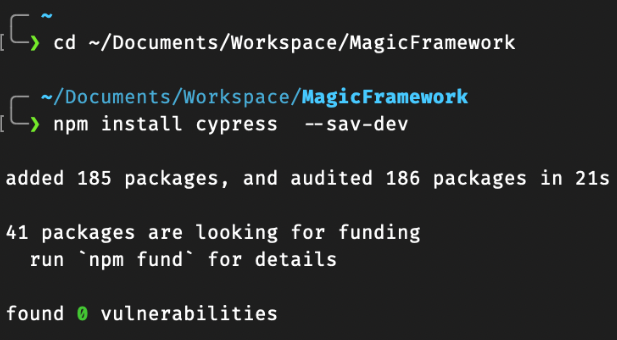 ~
❯ cd ~/Documents/Workspace/MagicFramework
~/Documents/Workspace/MagicFramework
❯ npm install cypress  --sav-dev
added 185 packages, and audited 186 packages in 21s
41 packages are looking for funding
run `npm fund` for details
found 0 vulnerabilities